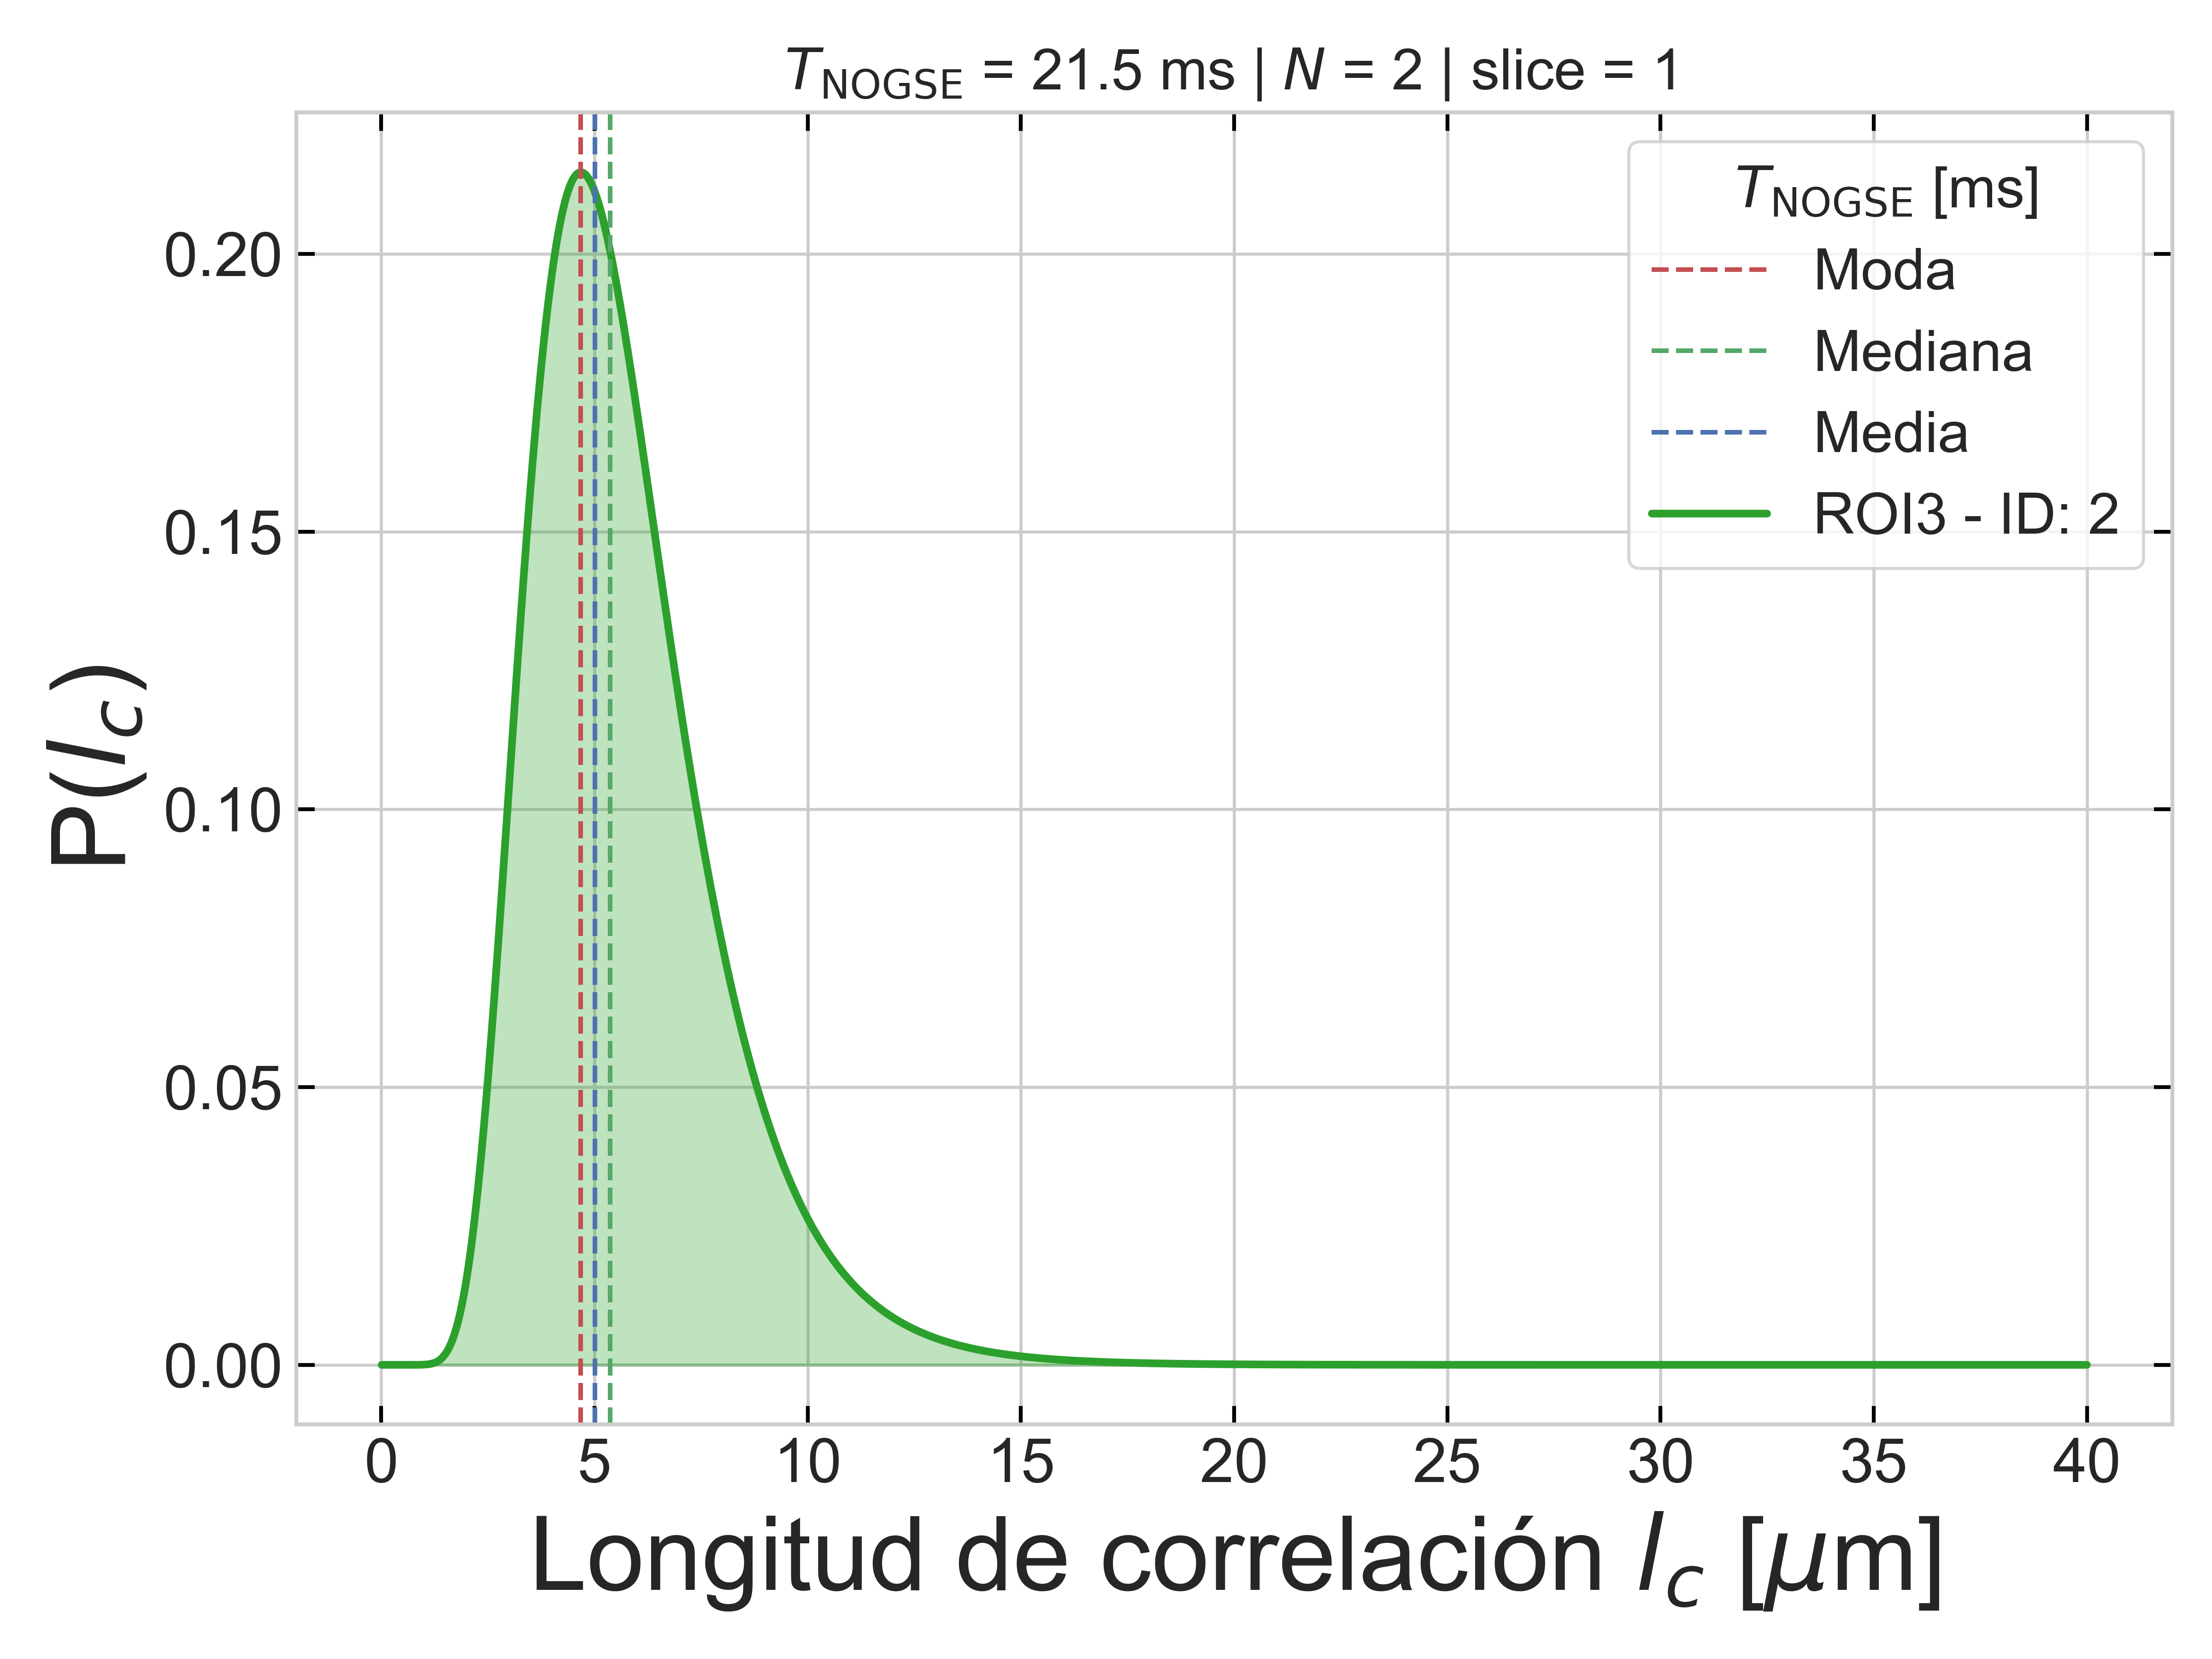 T_NOGSE = 21.5 ms | N = 2 | slice = 1
T_NOGSE [ms]
Moda
Mediana
Media
ROI3 - ID: 2
P(l_c)
0.20
0.15
0.10
0.05
0.00
0 5 10 15 20 25 30 35 40
Longitud de correlación l_c [μm]